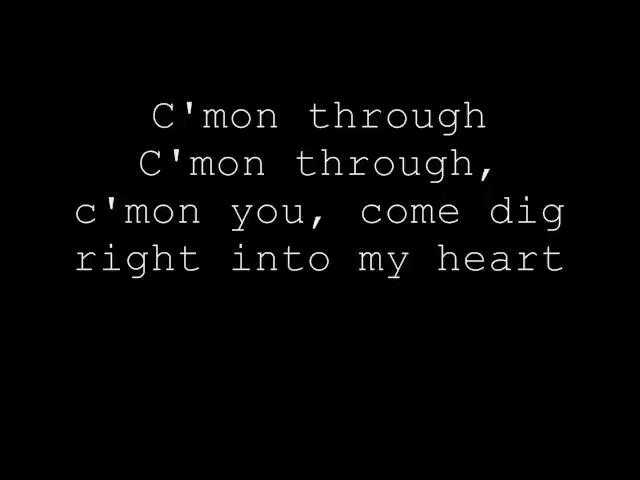 C'mon through
C'mon through,
c'mon you, come dig
right into my heart